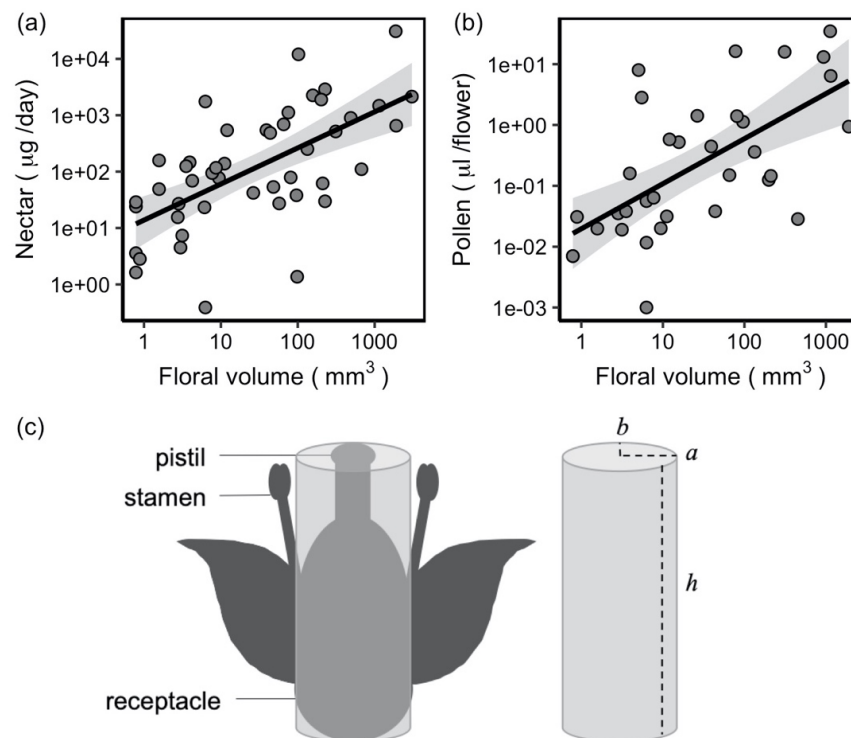 (a)
Nectar ( μg /day)
1e+04
1e+03
1e+02
1e+01
1e+00
1
10
100
1000
Floral volume ( mm³ )
(b)
Pollen ( μl /flower)
1e+01
1e+00
1e-01
1e-02
1e-03
1
10
100
1000
Floral volume ( mm³ )
(c)
pistil
stamen
receptacle
b
a
h